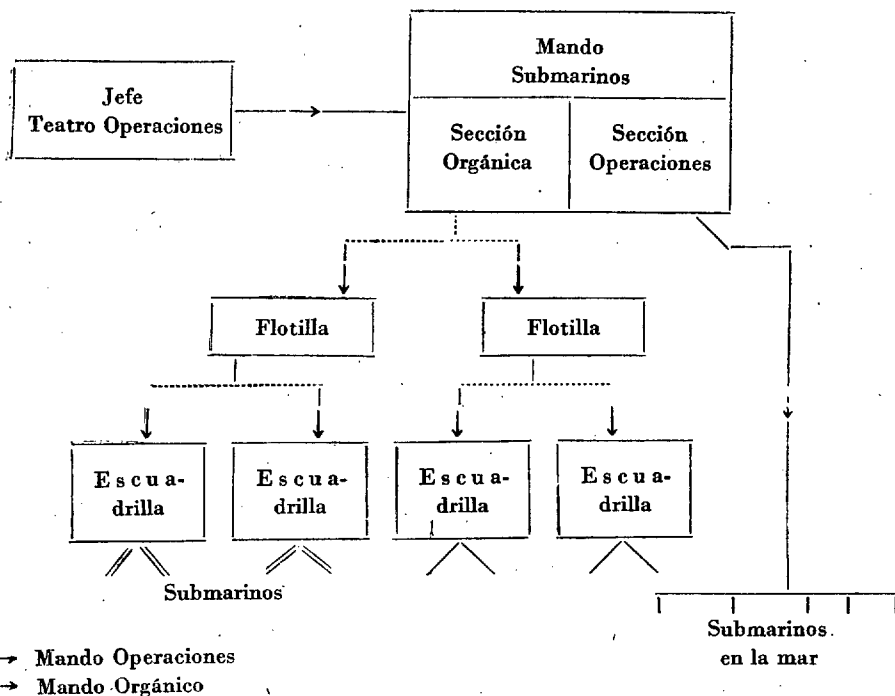 Mando
Submarinos
Jefe
Teatro Operaciones
Sección
Orgánica
Sección
Operaciones
Flotilla
Flotilla
Escua-
drilla
Escua-
drilla
Escua-
drilla
Escua-
drilla
Submarinos
Submarinos
en la mar
Mando Operaciones
Mando Orgánico